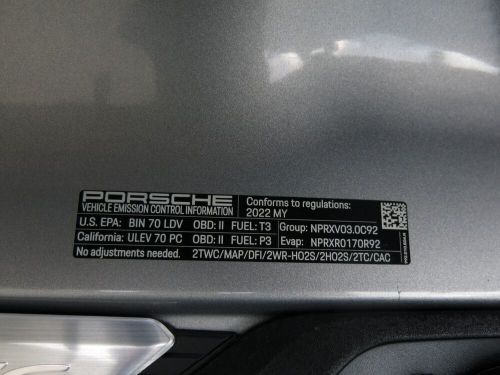 PORSCHE
VEHICLE EMISSION CONTROL INFORMATION
Conforms to regulations:
2022 MY
U.S. EPA: BIN 70 LDV OBD: II FUEL: T3 Group: NPRXV03.0C92
California: ULEV 70 PC OBD: II FUEL: P3 Evap: NPRXR0170R92
No adjustments needed. 2TWC/MAP/DFI/2WR-HO2S/2HO2S/2TC/CAC